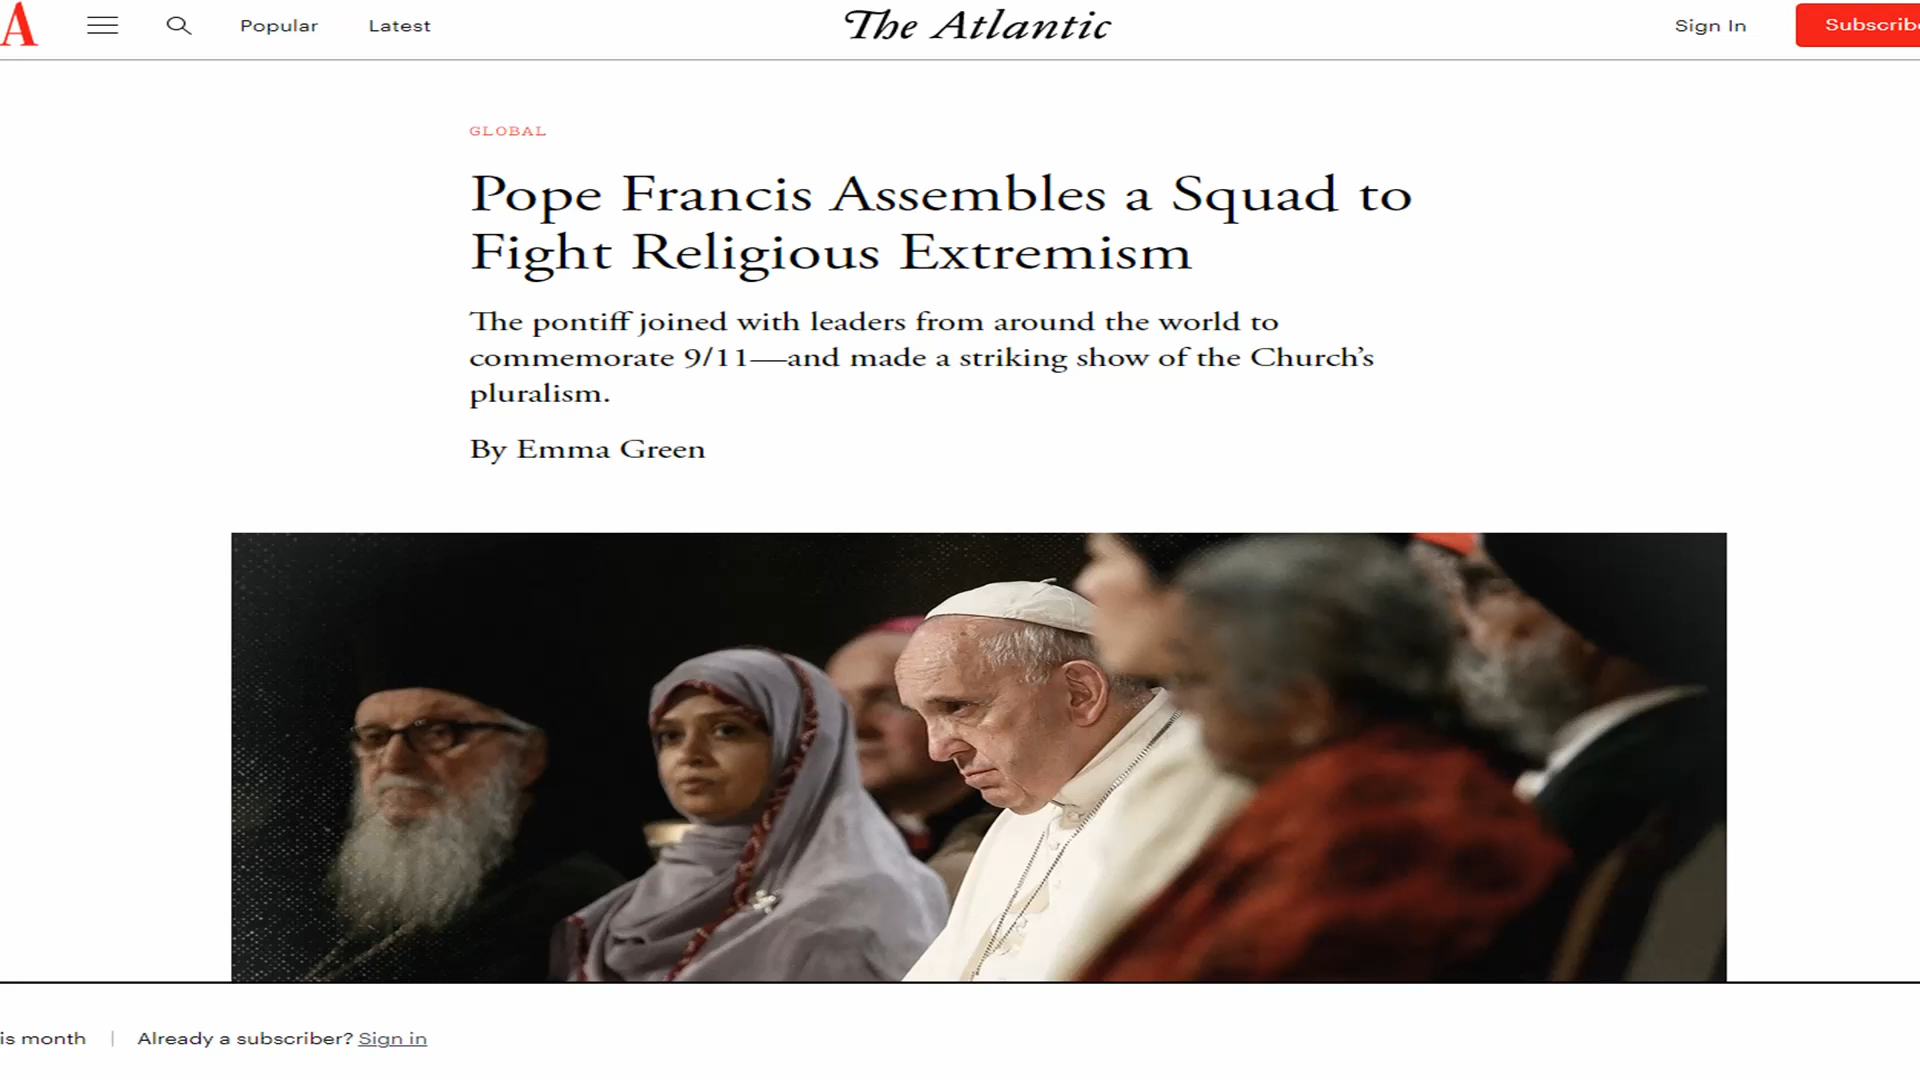 A
Popular
Latest
The Atlantic
Sign In
Subscrib
GLOBAL
Pope Francis Assembles a Squad to
Fight Religious Extremism
The pontiff joined with leaders from around the world to
commemorate 9/11—and made a striking show of the Church’s
pluralism.
By Emma Green
is month | Already a subscriber? Sign in